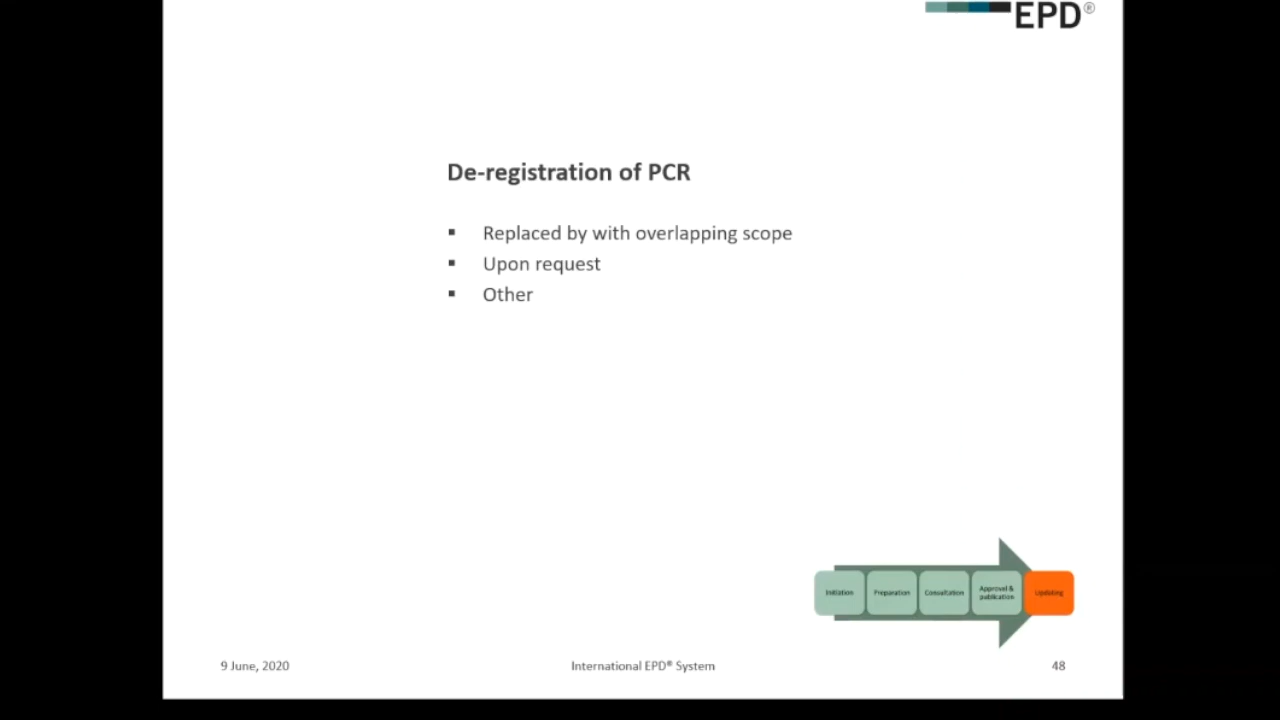 EPD®
De-registration of PCR
▪ Replaced by with overlapping scope
▪ Upon request
▪ Other
Initiation
Preparation
Consultation
Approval &
publication
Updating
9 June, 2020
International EPD® System
48